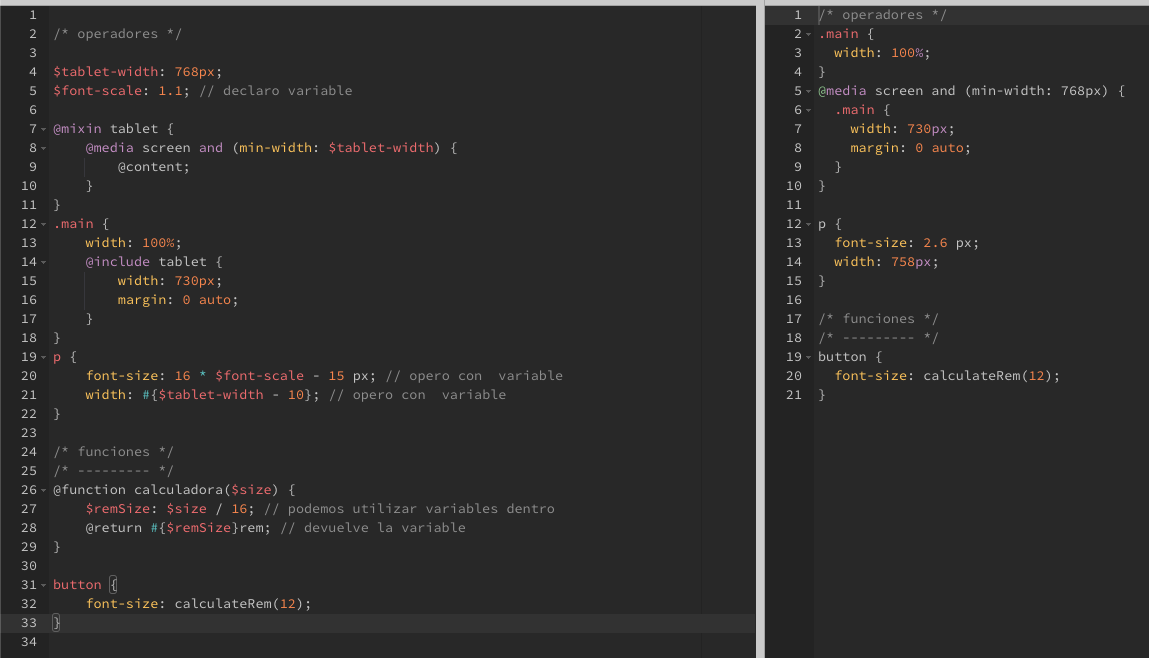 1
2 /* operadores */
3
4 $tablet-width: 768px;
5 $font-scale: 1.1; // declaro variable
6
7 @mixin tablet {
8 @media screen and (min-width: $tablet-width) {
9 @content;
10 }
11 }
12 .main {
13 width: 100%;
14 @include tablet {
15 width: 730px;
16 margin: 0 auto;
17 }
18 }
19 p {
20 font-size: 16 * $font-scale - 15 px; // opero con  variable
21 width: #{$tablet-width - 10}; // opero con  variable
22 }
23
24 /* funciones */
25 /* --------- */
26 @function calculadora($size) {
27 $remSize: $size / 16; // podemos utilizar variables dentro
28 @return #{$remSize}rem; // devuelve la variable
29 }
30
31 button {
32 font-size: calculateRem(12);
33 }
34
1 /* operadores */
2 .main {
3 width: 100%;
4 }
5 @media screen and (min-width: 768px) {
6 .main {
7 width: 730px;
8 margin: 0 auto;
9 }
10 }
11
12 p {
13 font-size: 2.6 px;
14 width: 758px;
15 }
16
17 /* funciones */
18 /* --------- */
19 button {
20 font-size: calculateRem(12);
21 }